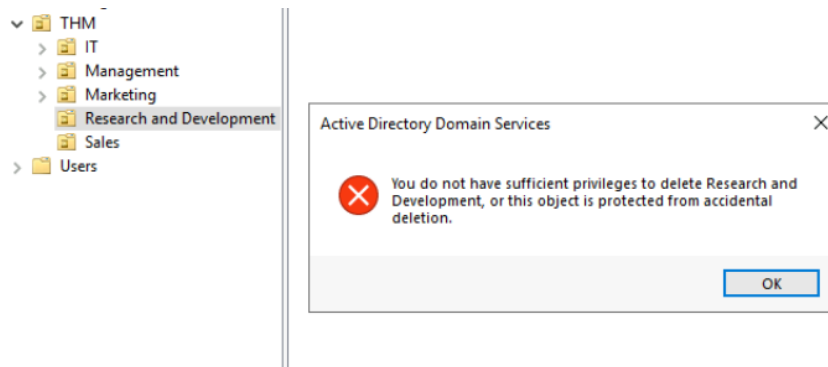 THM
IT
Management
Marketing
Research and Development
Sales
Users
Active Directory Domain Services
You do not have sufficient privileges to delete Research and
Development, or this object is protected from accidental
deletion.
OK